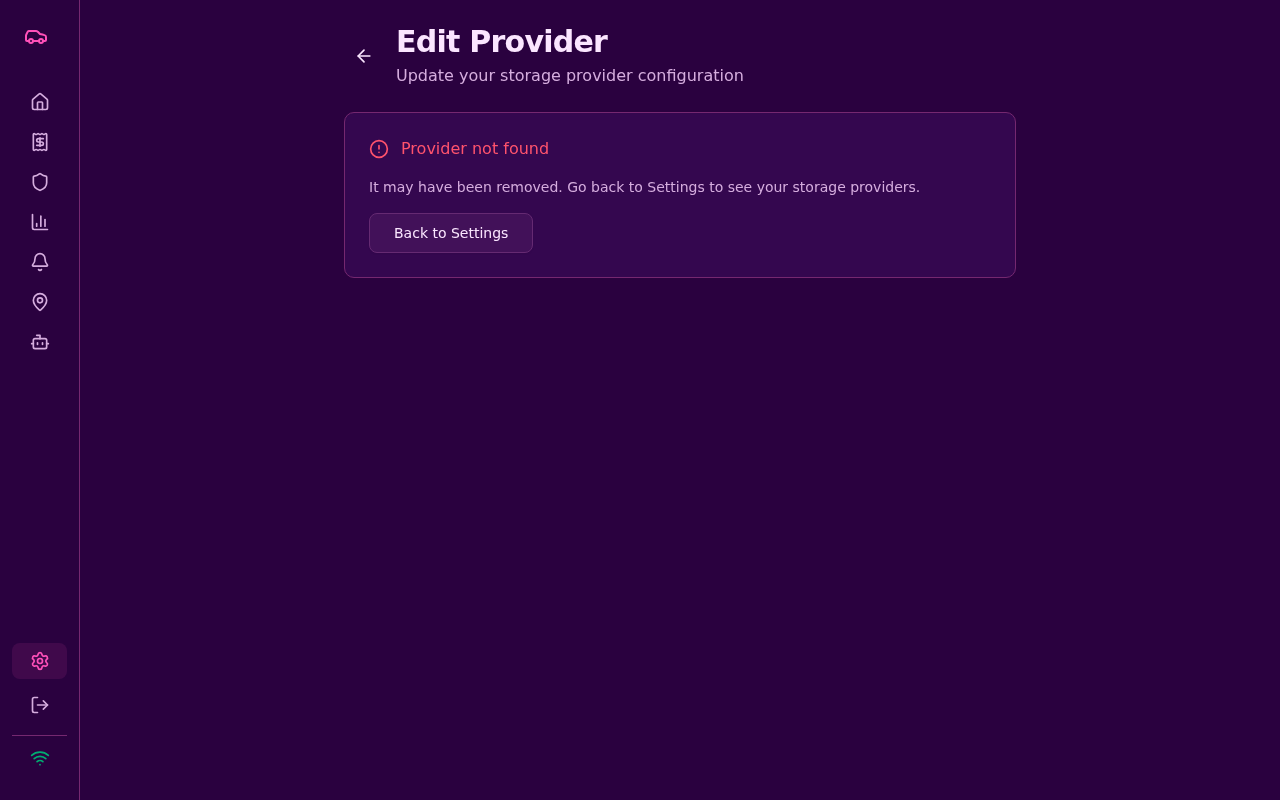 Edit Provider
Update your storage provider configuration
Provider not found
It may have been removed. Go back to Settings to see your storage providers.
Back to Settings